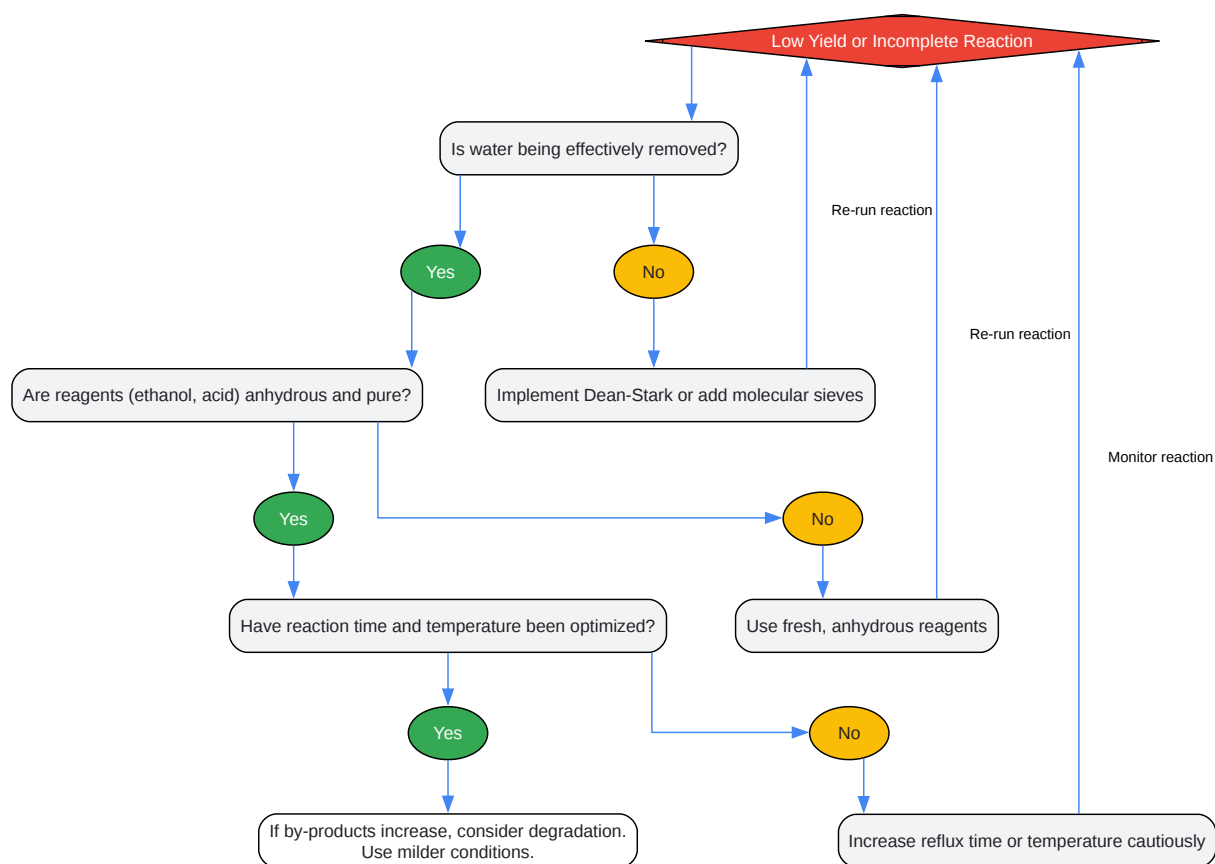 Low Yield or Incomplete Reaction
Is water being effectively removed?
Re-run reaction
Yes
No
Re-run reaction
Are reagents (ethanol, acid) anhydrous and pure?
Implement Dean-Stark or add molecular sieves
Monitor reaction
Yes
No
Have reaction time and temperature been optimized?
Use fresh, anhydrous reagents
Yes
No
If by-products increase, consider degradation.
Use milder conditions.
Increase reflux time or temperature cautiously